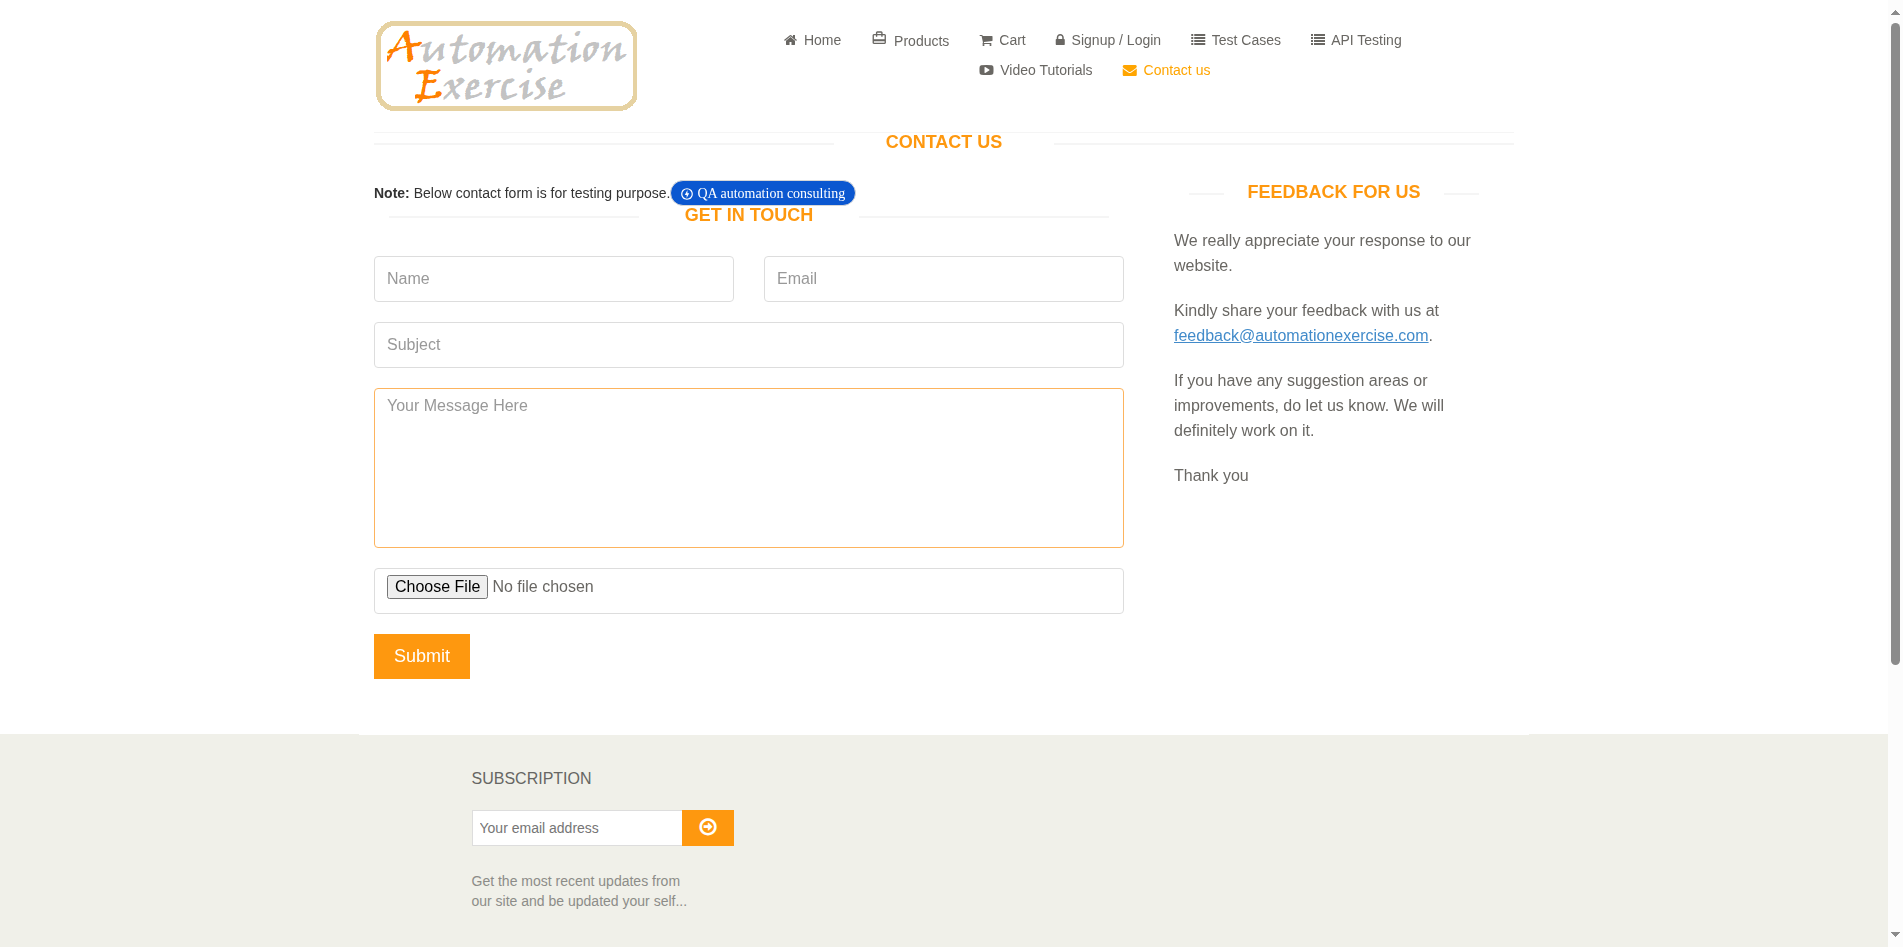 Automation
Exercise
Home
Products
Cart
Signup / Login
Test Cases
API Testing
Video Tutorials
Contact us
CONTACT US
Note: Below contact form is for testing purpose.
QA automation consulting
GET IN TOUCH
Name
Email
Subject
Your Message Here
Choose File No file chosen
Submit
FEEDBACK FOR US
We really appreciate your response to our
website.
Kindly share your feedback with us at
feedback@automationexercise.com.
If you have any suggestion areas or
improvements, do let us know. We will
definitely work on it.
Thank you
SUBSCRIPTION
Your email address
Get the most recent updates from
our site and be updated your self...